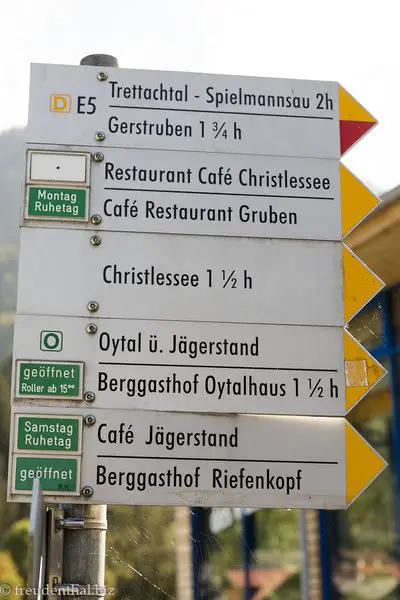 D E5
Trettachtal - Spielmannsau 2h
Gerstruben 1 ¾ h
Restaurant Café Christlessee
Montag
Ruhetag
Café Restaurant Gruben
Christlessee 1 ½ h
O
Oytal ü. Jägerstand
geöffnet
Roller ab 15⁰⁰
Berggasthof Oytalhaus 1 ½ h
Samstag
Ruhetag
Café Jägerstand
geöffnet
Berggasthof Riefenkopf
© freudenthal.biz